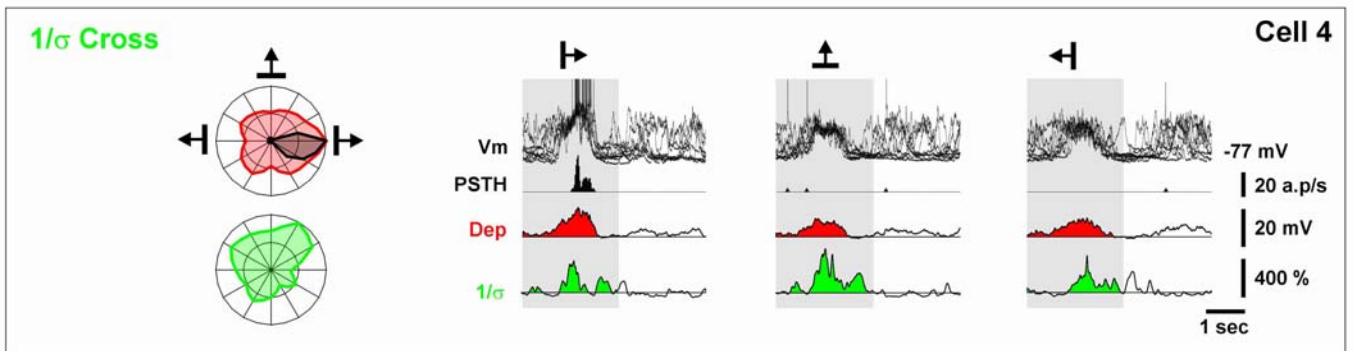 1/σ Cross
Cell 4
Vm
-77 mV
PSTH
20 a.p/s
Dep
20 mV
1/σ
400 %
1 sec